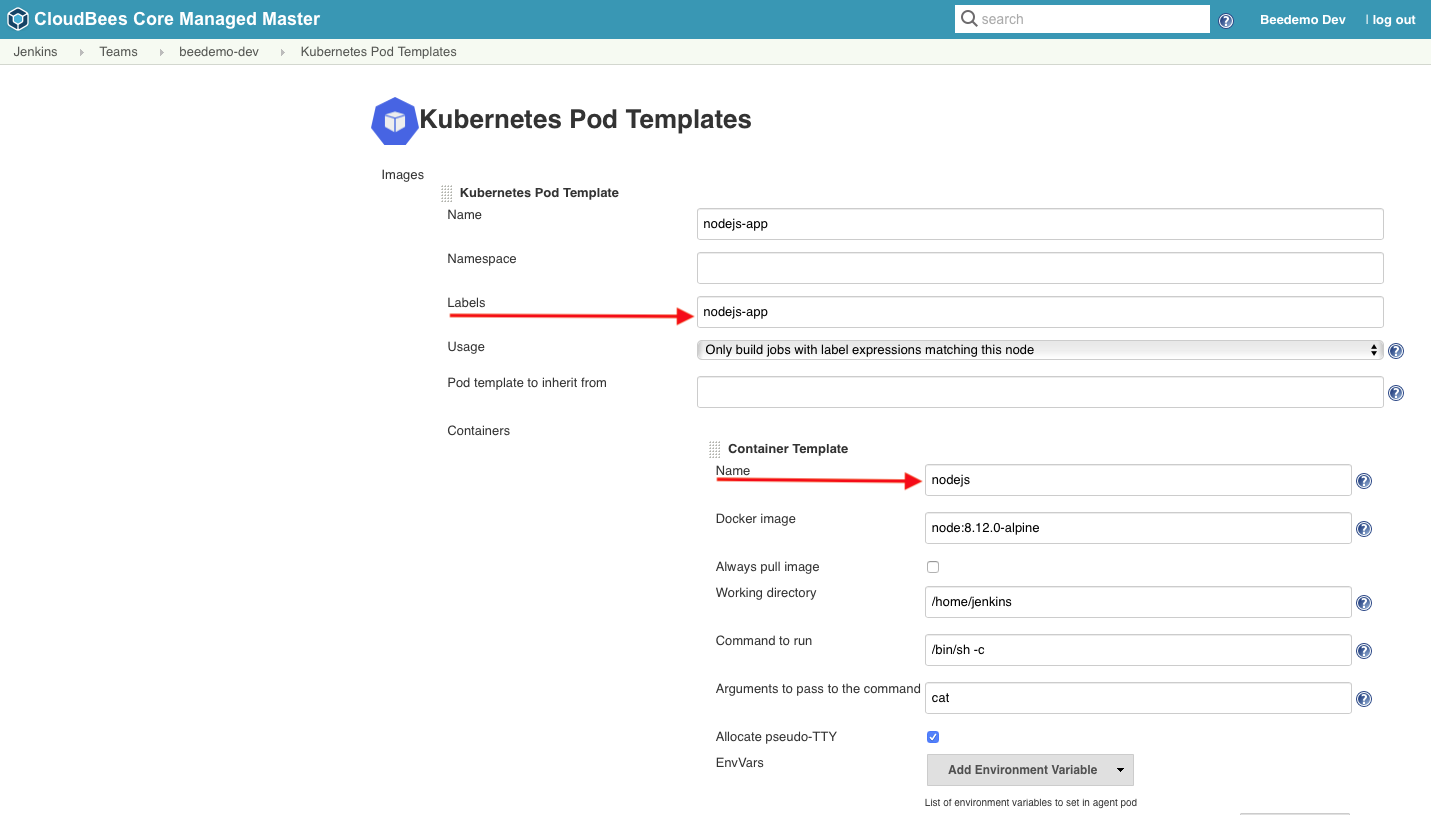 CloudBees Core Managed Master
search
Beedemo Dev | log out
Jenkins Teams beedemo-dev Kubernetes Pod Templates
Kubernetes Pod Templates
Images
Kubernetes Pod Template
Name nodejs-app
Namespace
Labels nodejs-app
Usage Only build jobs with label expressions matching this node
Pod template to inherit from
Containers
Container Template
Name nodejs
Docker image node:8.12.0-alpine
Always pull image
Working directory /home/jenkins
Command to run /bin/sh -c
Arguments to pass to the command cat
Allocate pseudo-TTY
EnvVars Add Environment Variable
List of environment variables to set in agent pod